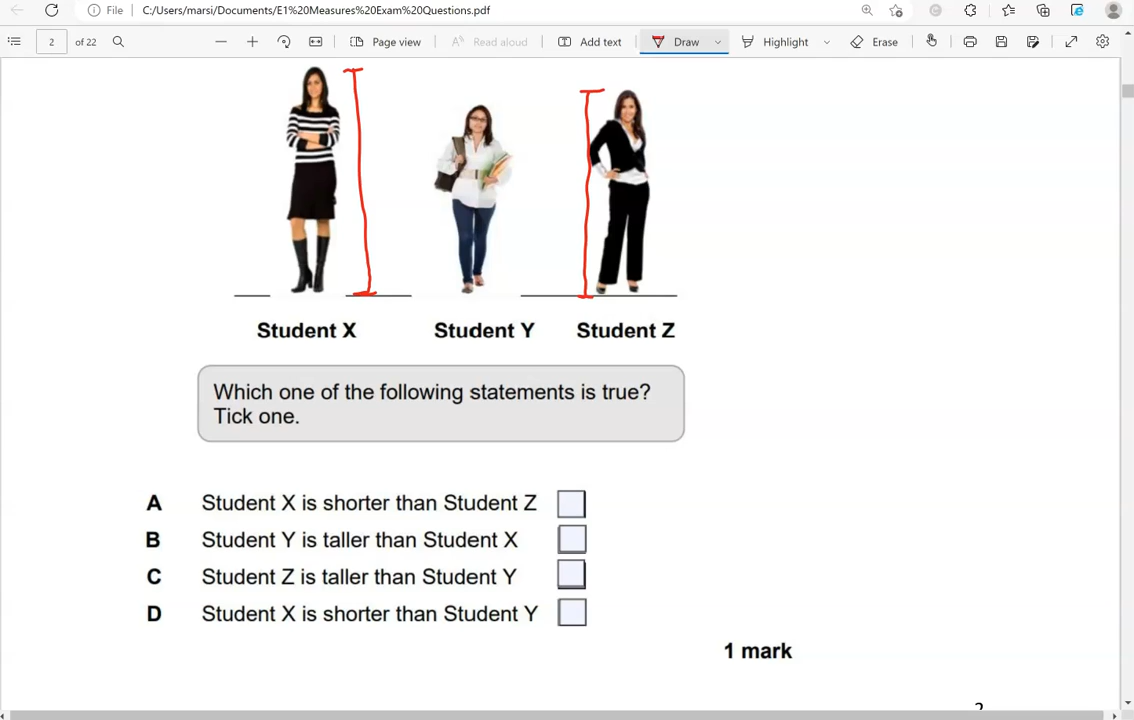 File C:/Users/marsi/Documents/E1%20Measures%20Exam%20Questions.pdf
2 of 22 Page view Read aloud Add text Draw Highlight Erase
Student X Student Y Student Z
Which one of the following statements is true?
Tick one.
A Student X is shorter than Student Z
B Student Y is taller than Student X
C Student Z is taller than Student Y
D Student X is shorter than Student Y
1 mark
2